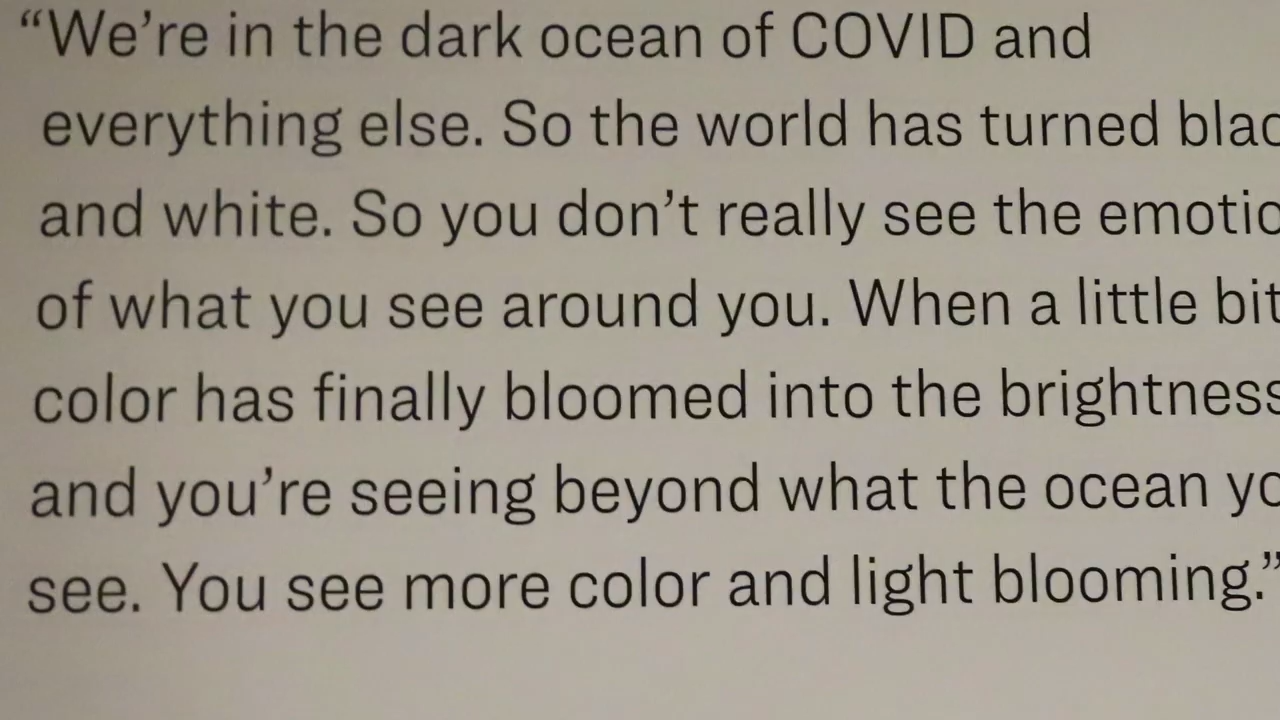 “We’re in the dark ocean of COVID and
everything else. So the world has turned
and white. So you don’t really see the
of what you see around you. When a little bit
color has finally bloomed into the brightness
and you’re seeing beyond what the ocean
see. You see more color and light blooming.”